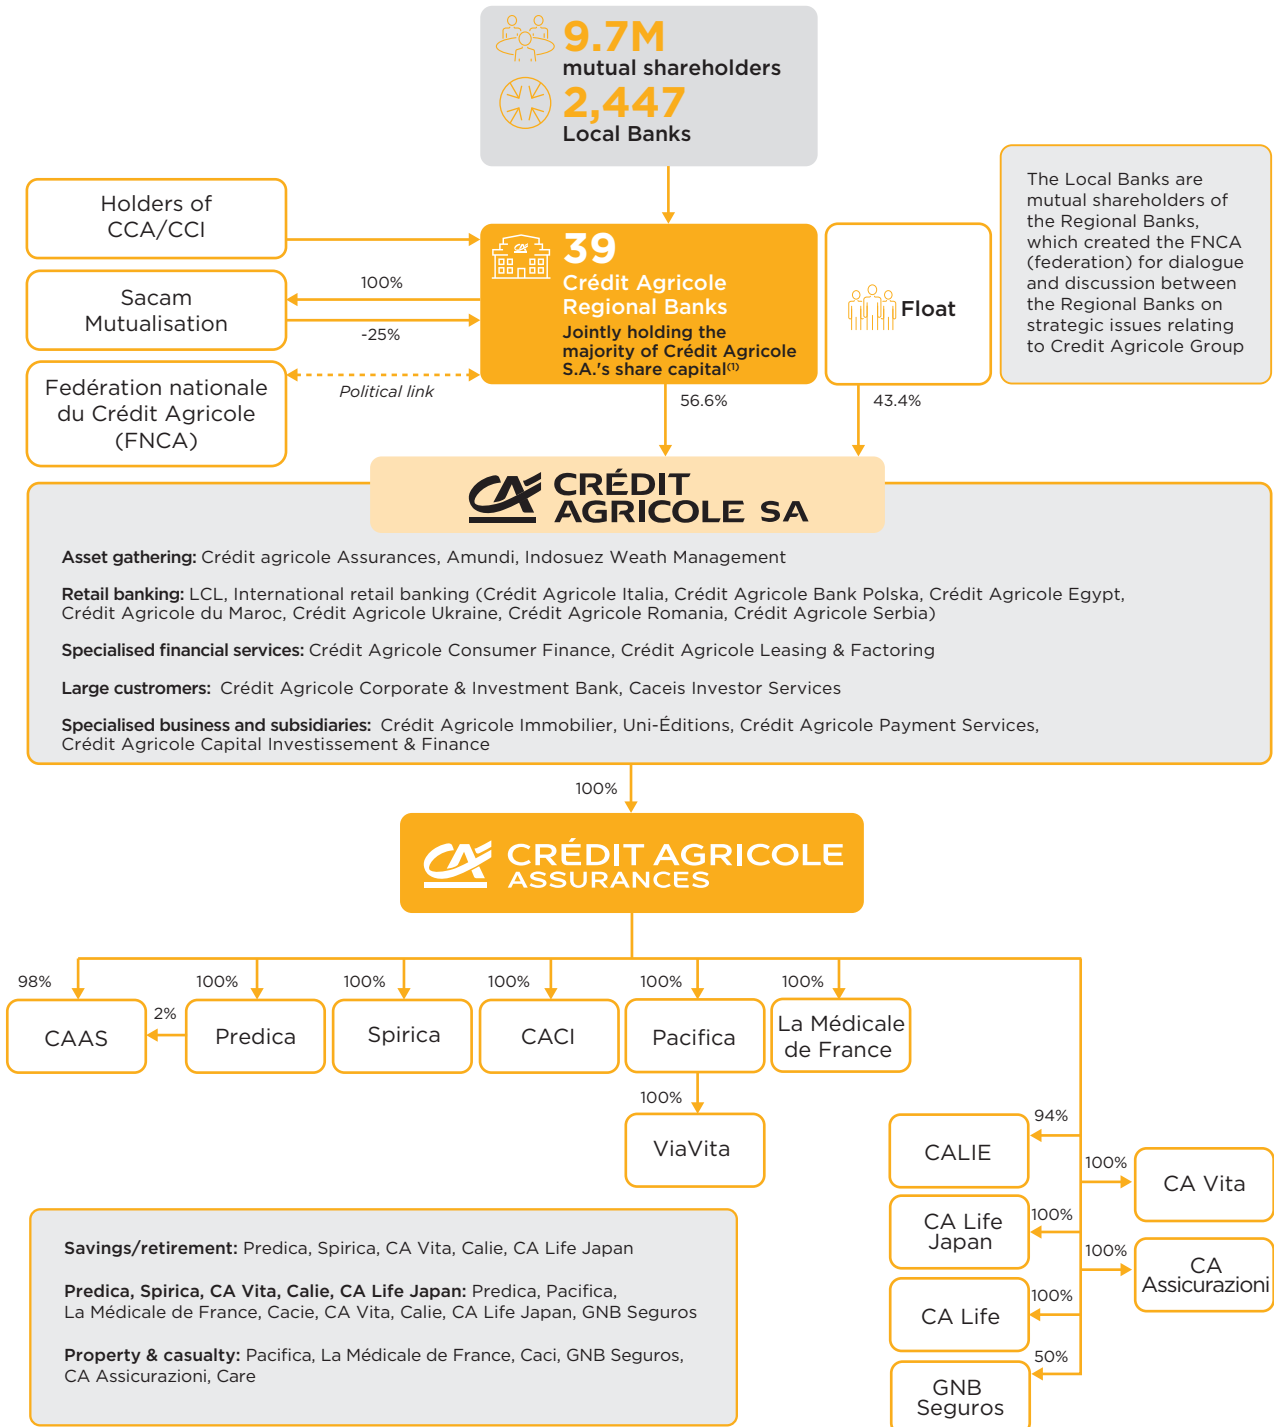 9.7M
mutual shareholders
2,447
Local Banks
Holders of
CCA/CCI
Sacam
Mutualisation
100%
-25%
Fedération nationale
du Crédit Agricole
(FNCA)
Political link
39
Crédit Agricole
Regional Banks
Jointly holding the
majority of Crédit Agricole
S.A.'s share capital(1)
Float
The Local Banks are
mutual shareholders of
the Regional Banks,
which created the FNCA
(federation) for dialogue
and discussion between
the Regional Banks on
strategic issues relating
to Credit Agricole Group
56.6%
43.4%
CA CRÉDIT
AGRICOLE SA
Asset gathering: Crédit agricole Assurances, Amundi, Indosuez Weath Management
Retail banking: LCL, International retail banking (Crédit Agricole Italia, Crédit Agricole Bank Polska, Crédit Agricole Egypt,
Crédit Agricole du Maroc, Crédit Agricole Ukraine, Crédit Agricole Romania, Crédit Agricole Serbia)
Specialised financial services: Crédit Agricole Consumer Finance, Crédit Agricole Leasing & Factoring
Large custromers: Crédit Agricole Corporate & Investment Bank, Caceis Investor Services
Specialised business and subsidiaries: Crédit Agricole Immobilier, Uni-Éditions, Crédit Agricole Payment Services,
Crédit Agricole Capital Investissement & Finance
100%
CA CRÉDIT AGRICOLE
ASSURANCES
98%
100%
100%
100%
100%
100%
CAAS
2%
Predica
Spirica
CACI
Pacifica
La Médicale
de France
100%
ViaVita
94%
CALIE
100%
CA Vita
100%
CA Life
Japan
100%
CA
Assicurazioni
100%
CA Life
50%
GNB
Seguros
Savings/retirement: Predica, Spirica, CA Vita, Calie, CA Life Japan
Predica, Spirica, CA Vita, Calie, CA Life Japan: Predica, Pacifica,
La Médicale de France, Cacie, CA Vita, Calie, CA Life Japan, GNB Seguros
Property & casualty: Pacifica, La Médicale de France, Caci, GNB Seguros,
CA Assicurazioni, Care